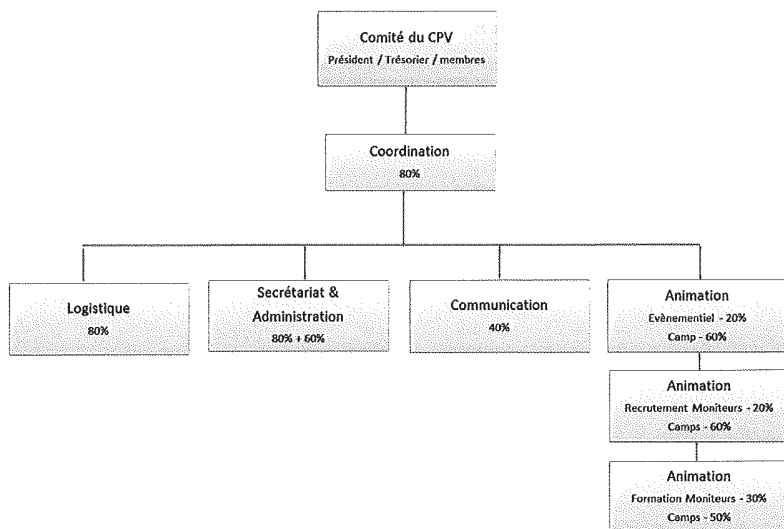 Comité du CPV
Président / Trésorier / membres
Coordination
80%
Logistique
80%
Secrétariat &
Administration
80% + 60%
Communication
40%
Animation
Evènementiel - 20%
Camp - 60%
Animation
Recrutement Moniteurs - 20%
Camps - 60%
Animation
Formation Moniteurs - 30%
Camps - 50%